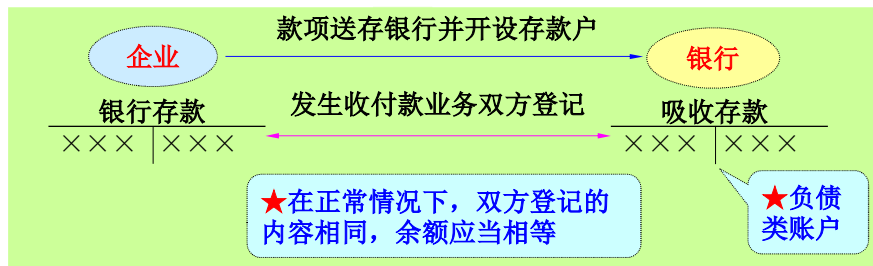 款项送存银行并开设存款户
企业
银行
银行存款
发生收付款业务双方登记
吸收存款
××× ×××
××× ×××
★在正常情况下，双方登记的
内容相同，余额应当相等
★负债
类账户